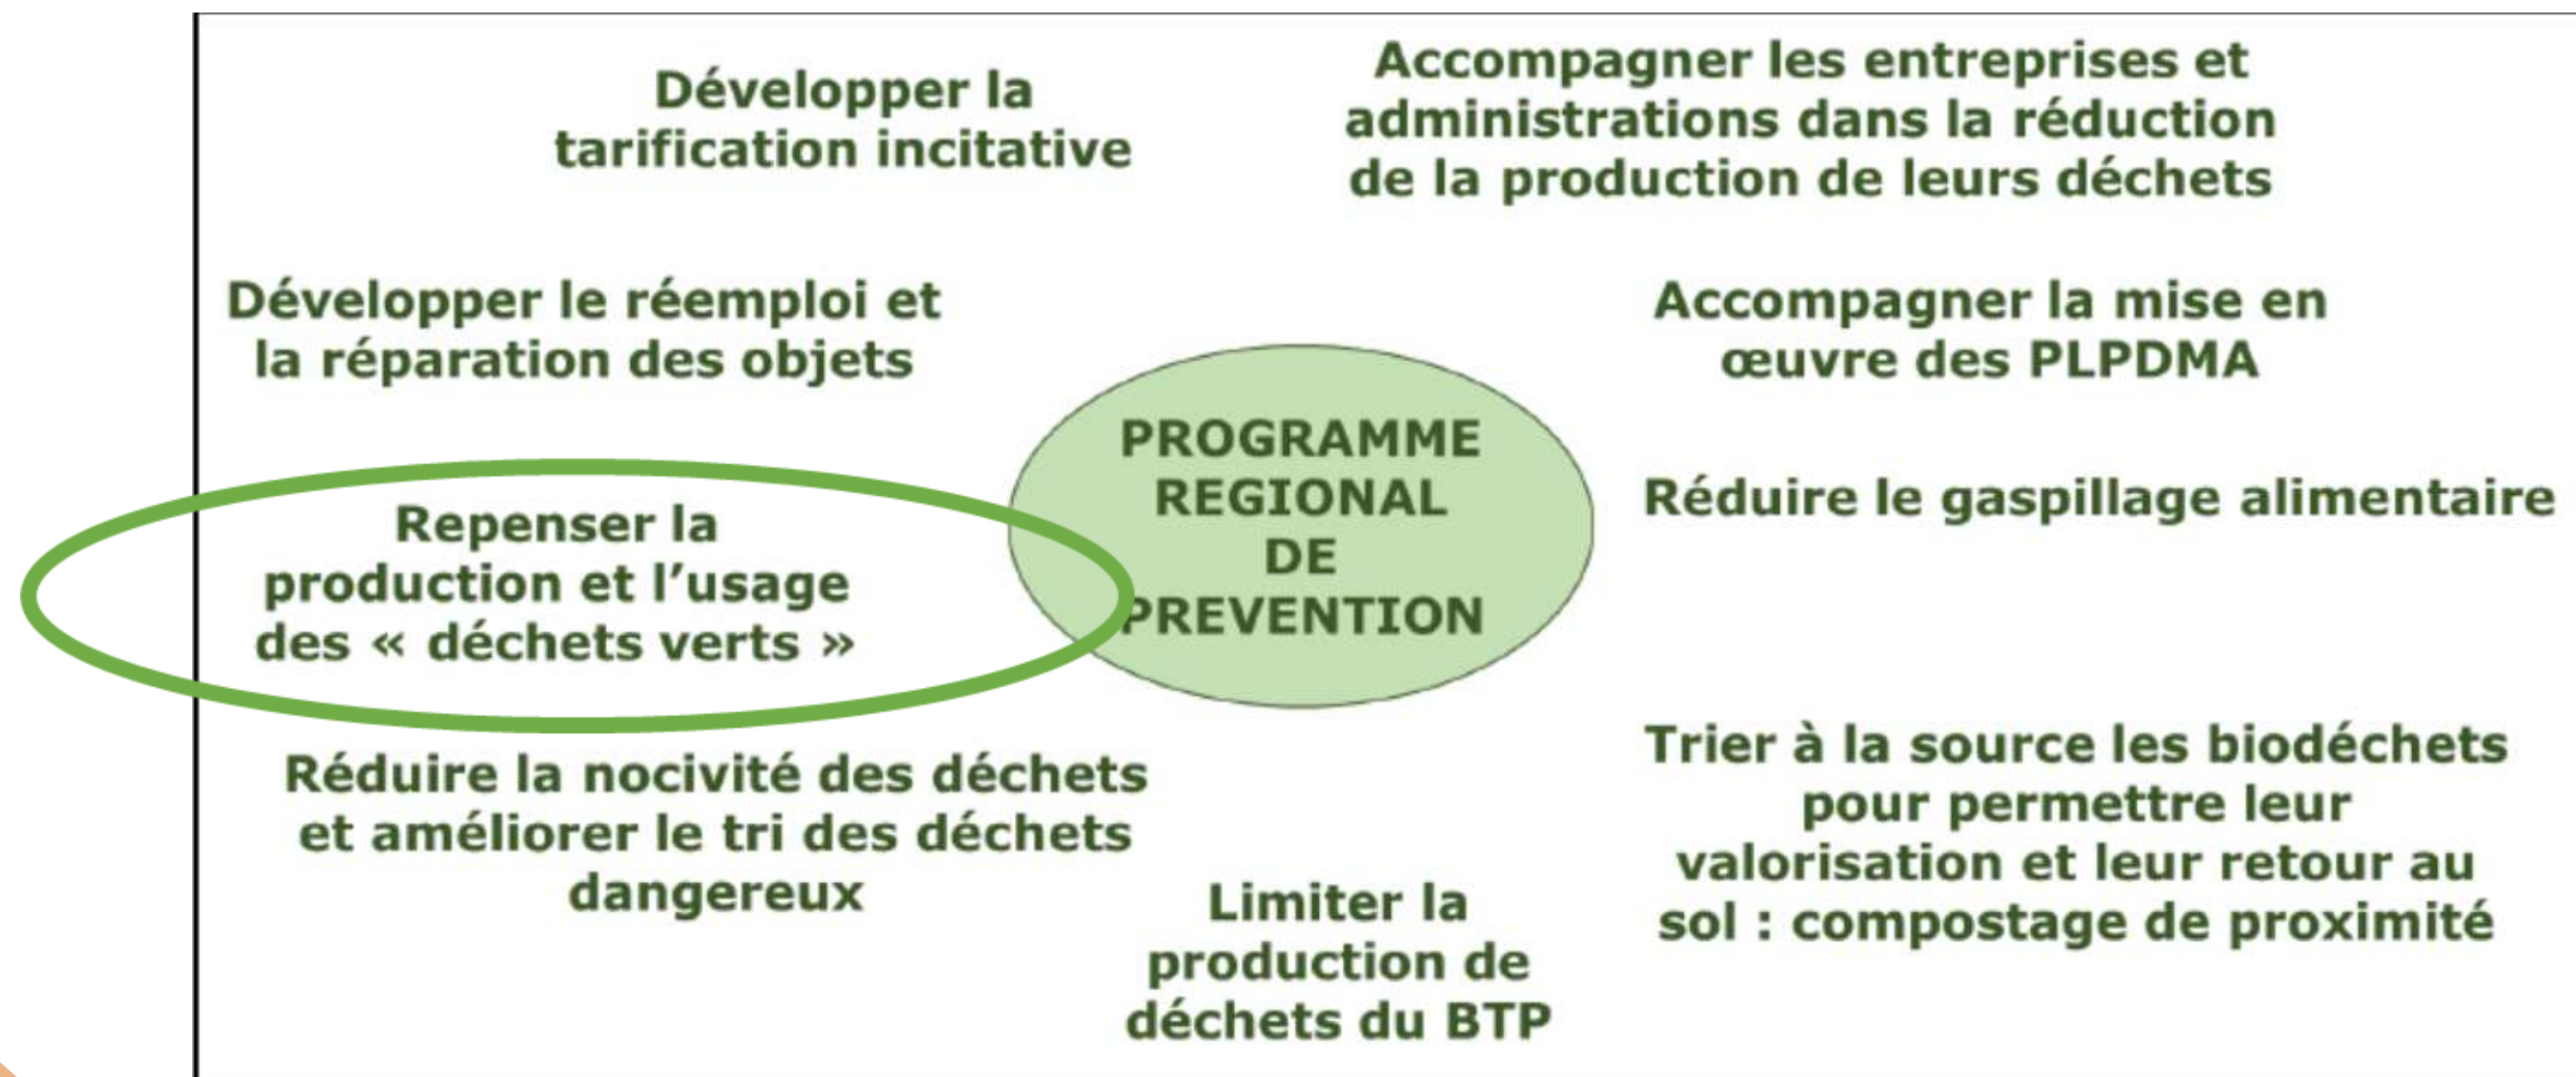 Développer la
tarification incitative
Accompagner les entreprises et
administrations dans la réduction
de la production de leurs déchets
Développer le réemploi et
la réparation des objets
Accompagner la mise en
œuvre des PLPDMA
PROGRAMME
REGIONAL
DE
PREVENTION
Réduire le gaspillage alimentaire
Repenser la
production et l’usage
des « déchets verts »
Réduire la nocivité des déchets
et améliorer le tri des déchets
dangereux
Limiter la
production de
déchets du BTP
Trier à la source les biodéchets
pour permettre leur
valorisation et leur retour au
sol : compostage de proximité